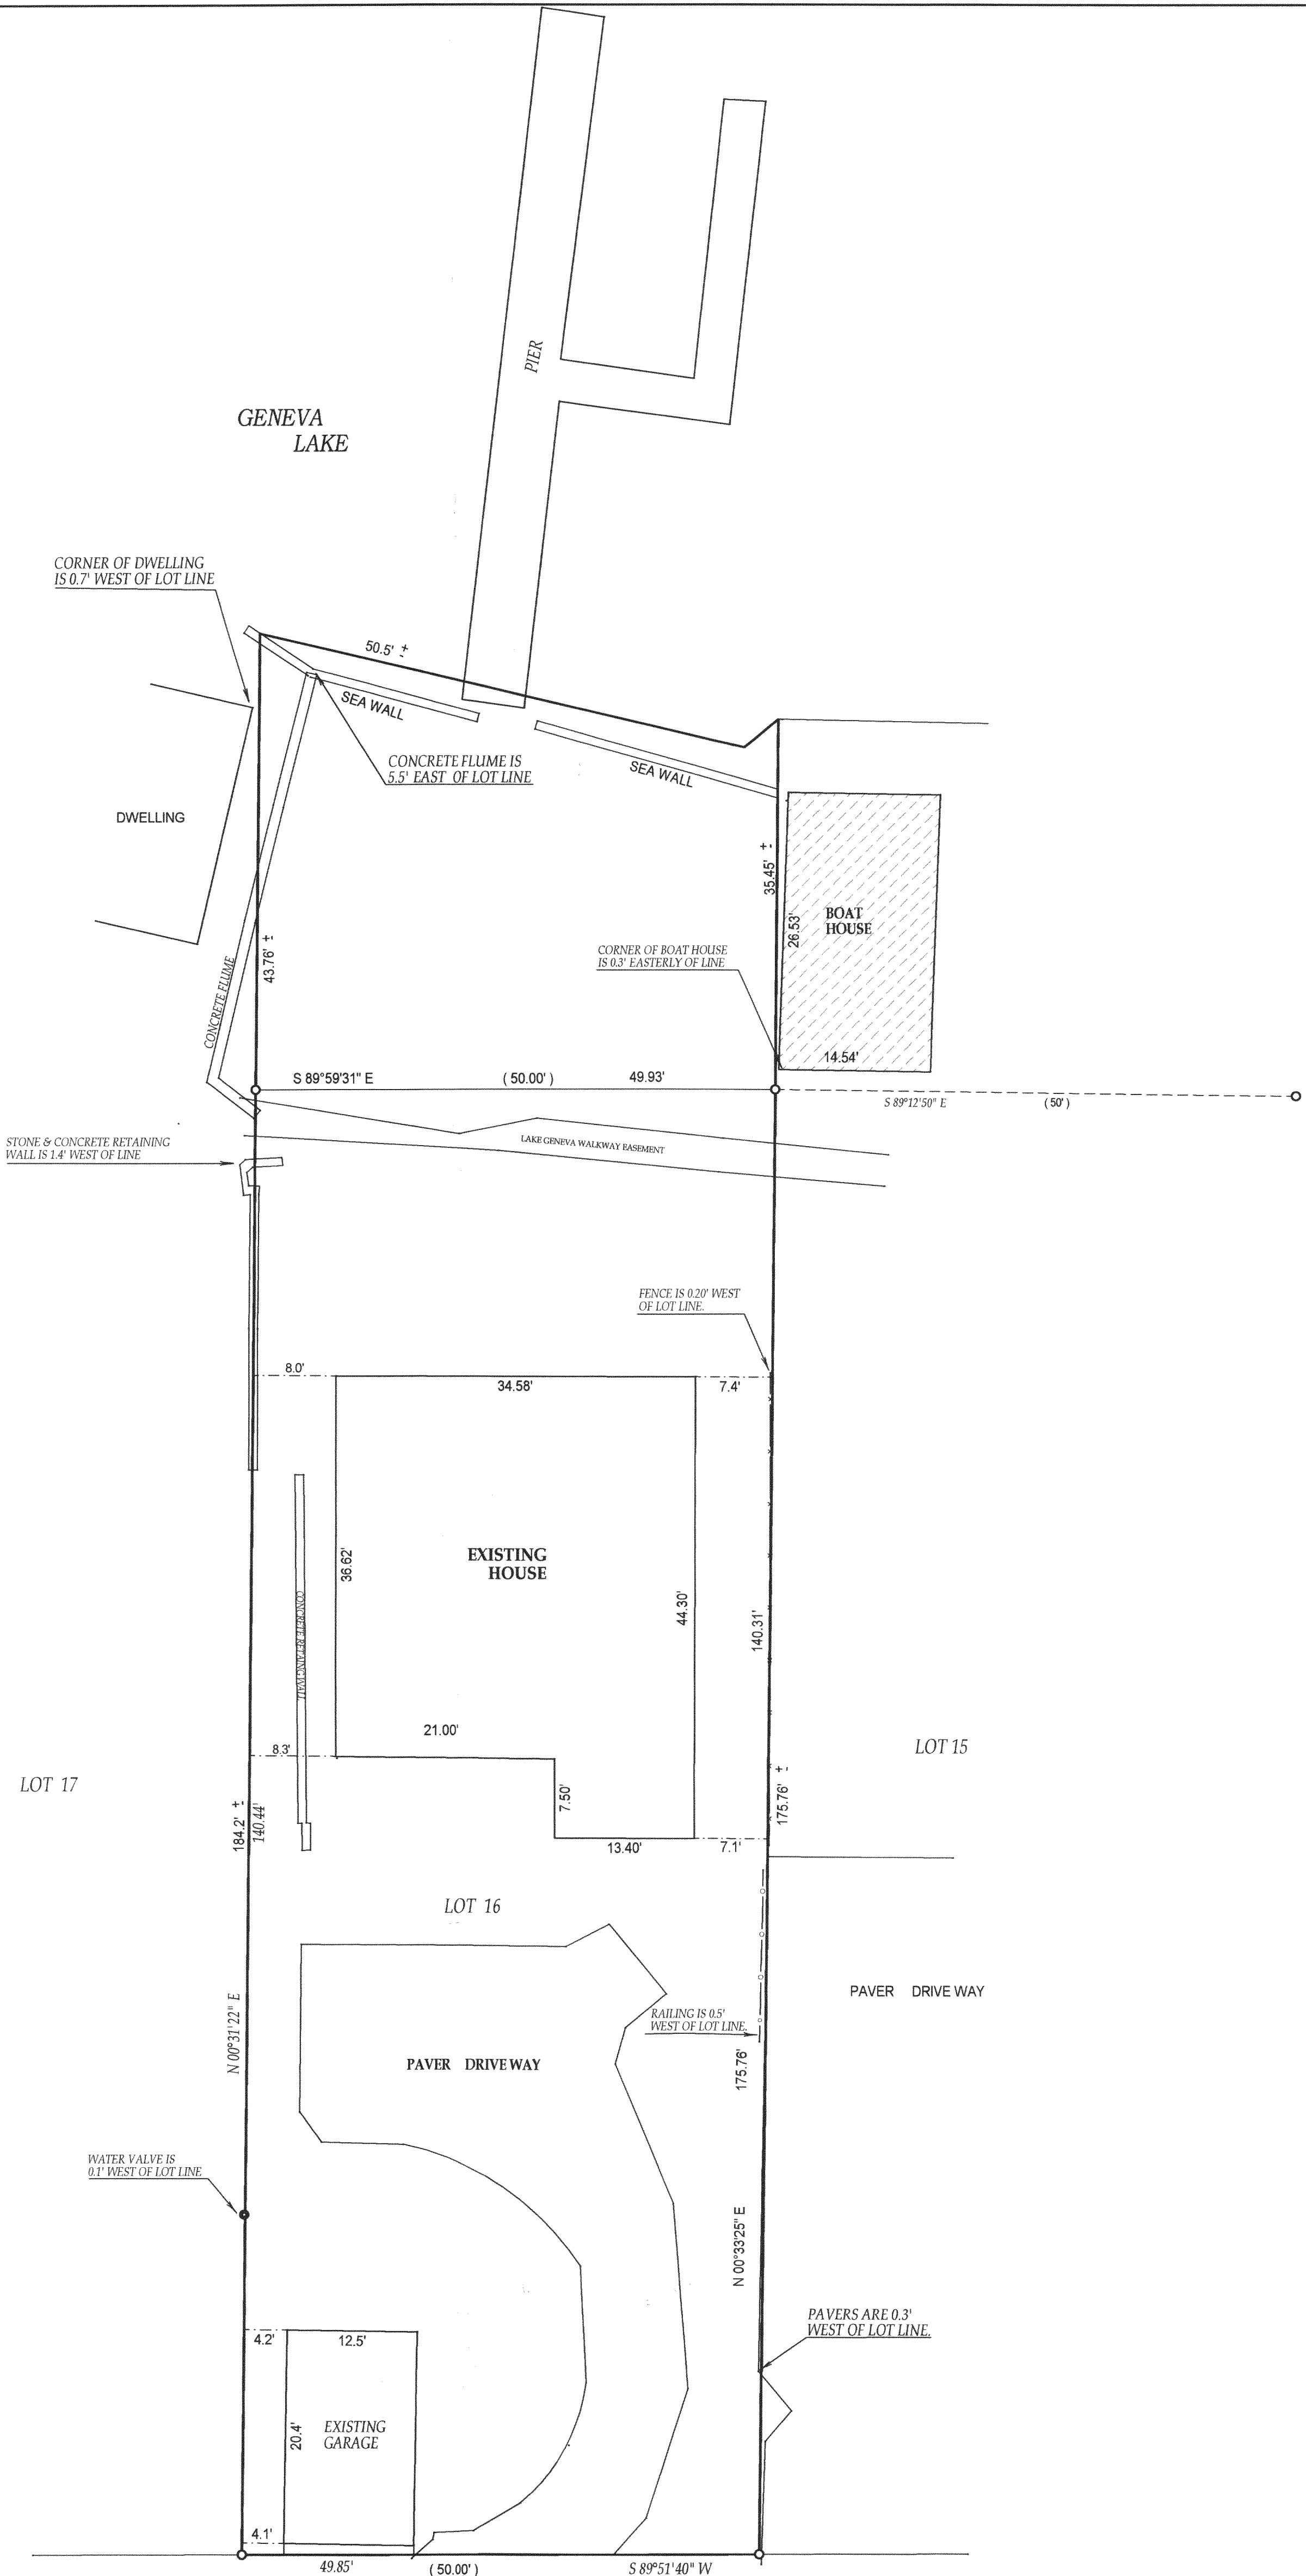 PIER
GENEVA
LAKE
CORNER OF DWELLING
IS 0.7' WEST OF LOT LINE
50.5' ±
SEA WALL
CONCRETE FLUME IS
5.5' EAST OF LOT LINE
SEA WALL
DWELLING
35.45' ±
26.53'
BOAT
HOUSE
CORNER OF BOAT HOUSE
IS 0.3' EASTERLY OF LINE
43.76' ±
CONCRETE FLUME
14.54'
S 89°59'31" E ( 50.00' ) 49.93'
S 89°12'50" E ( 50' )
STONE & CONCRETE RETAINING
WALL IS 1.4' WEST OF LINE
LAKE GENEVA WALKWAY EASEMENT
FENCE IS 0.20' WEST
OF LOT LINE.
8.0'
34.58'
7.4'
EXISTING
HOUSE
36.62'
44.30'
CONCRETE RETAING WALL
140.31'
21.00'
8.3'
LOT 15
LOT 17
7.50'
175.76' ±
184.2' ±
140.44'
13.40'
7.1'
LOT 16
PAVER DRIVE WAY
N 00°31'22" E
RAILING IS 0.5'
WEST OF LOT LINE.
PAVER DRIVE WAY
175.76'
WATER VALVE IS
0.1' WEST OF LOT LINE
N 00°33'25" E
PAVERS ARE 0.3'
WEST OF LOT LINE.
4.2'
12.5'
20.4'
EXISTING
GARAGE
4.1'
49.85' ( 50.00' ) S 89°51'40" W